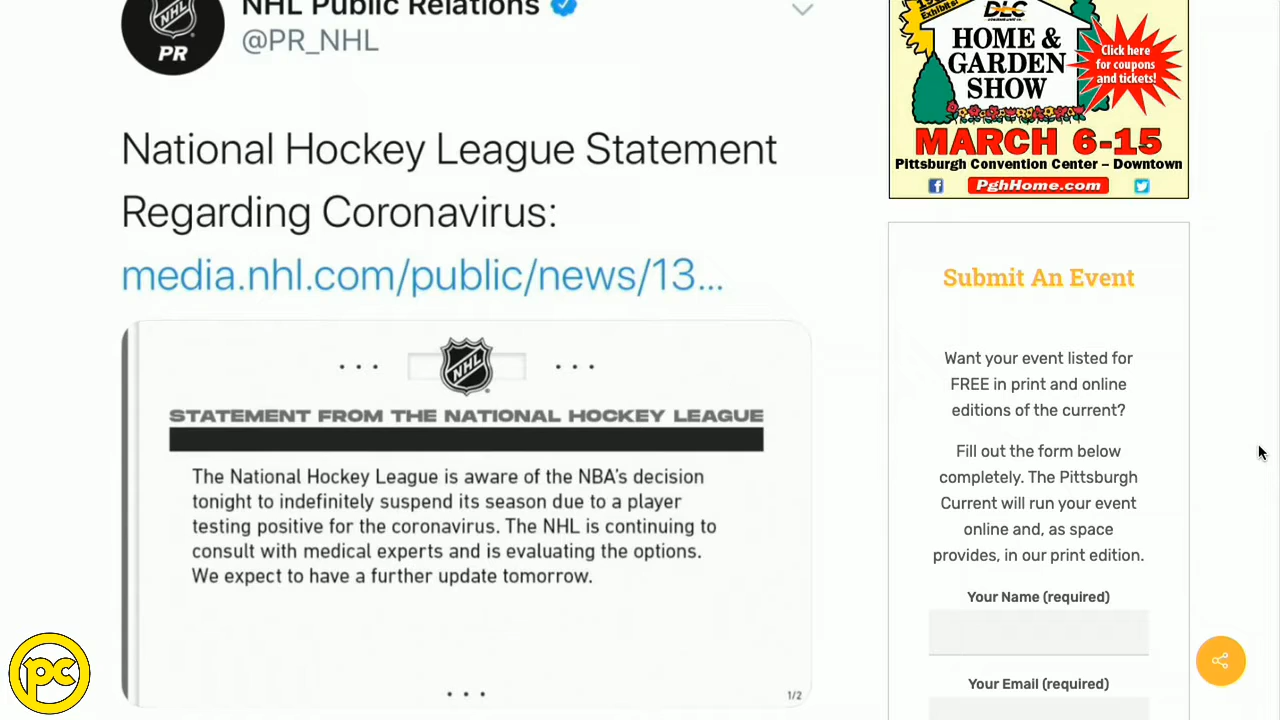 NHL Public Relations
@PR_NHL
NHL
PR
National Hockey League Statement
Regarding Coronavirus:
media.nhl.com/public/news/13...
NHL
STATEMENT FROM THE NATIONAL HOCKEY LEAGUE
The National Hockey League is aware of the NBA's decision
tonight to indefinitely suspend its season due to a player
testing positive for the coronavirus. The NHL is continuing to
consult with medical experts and is evaluating the options.
We expect to have a further update tomorrow.
1/2
pc
Exhibits!
DLC
HOME &
GARDEN
SHOW
Click here
for coupons
and tickets!
MARCH 6-15
Pittsburgh Convention Center – Downtown
PghHome.com
Submit An Event
Want your event listed for
FREE in print and online
editions of the current?
Fill out the form below
completely. The Pittsburgh
Current will run your event
online and, as space
provides, in our print edition.
Your Name (required)
Your Email (required)